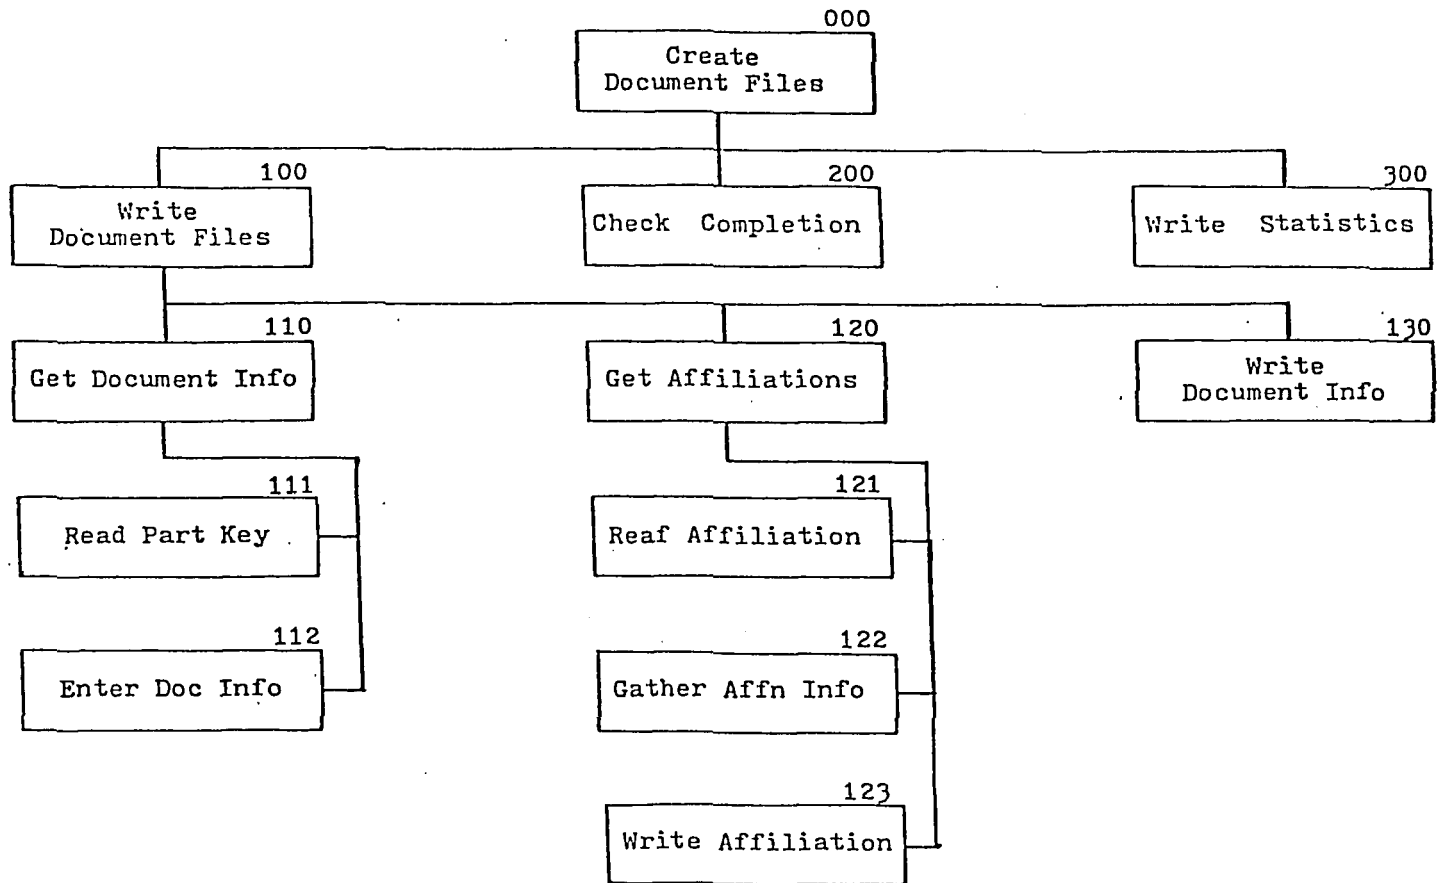 000
Create
Document Files
100
Write
Document Files
200
Check Completion
300
Write Statistics
110
Get Document Info
120
Get Affiliations
130
Write
Document Info
111
Read Part Key
121
Reaf Affiliation
112
Enter Doc Info
122
Gather Affn Info
123
Write Affiliation